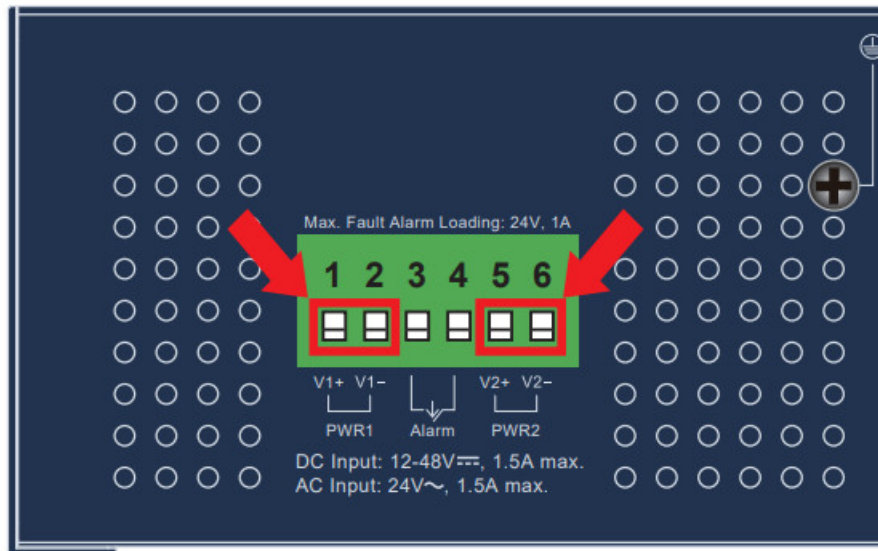 Max. Fault Alarm Loading: 24V, 1A
1 2 3 4 5 6
V1+ V1− V2+ V2−
PWR1 Alarm PWR2
DC Input: 12-48V⎓, 1.5A max.
AC Input: 24V~, 1.5A max.